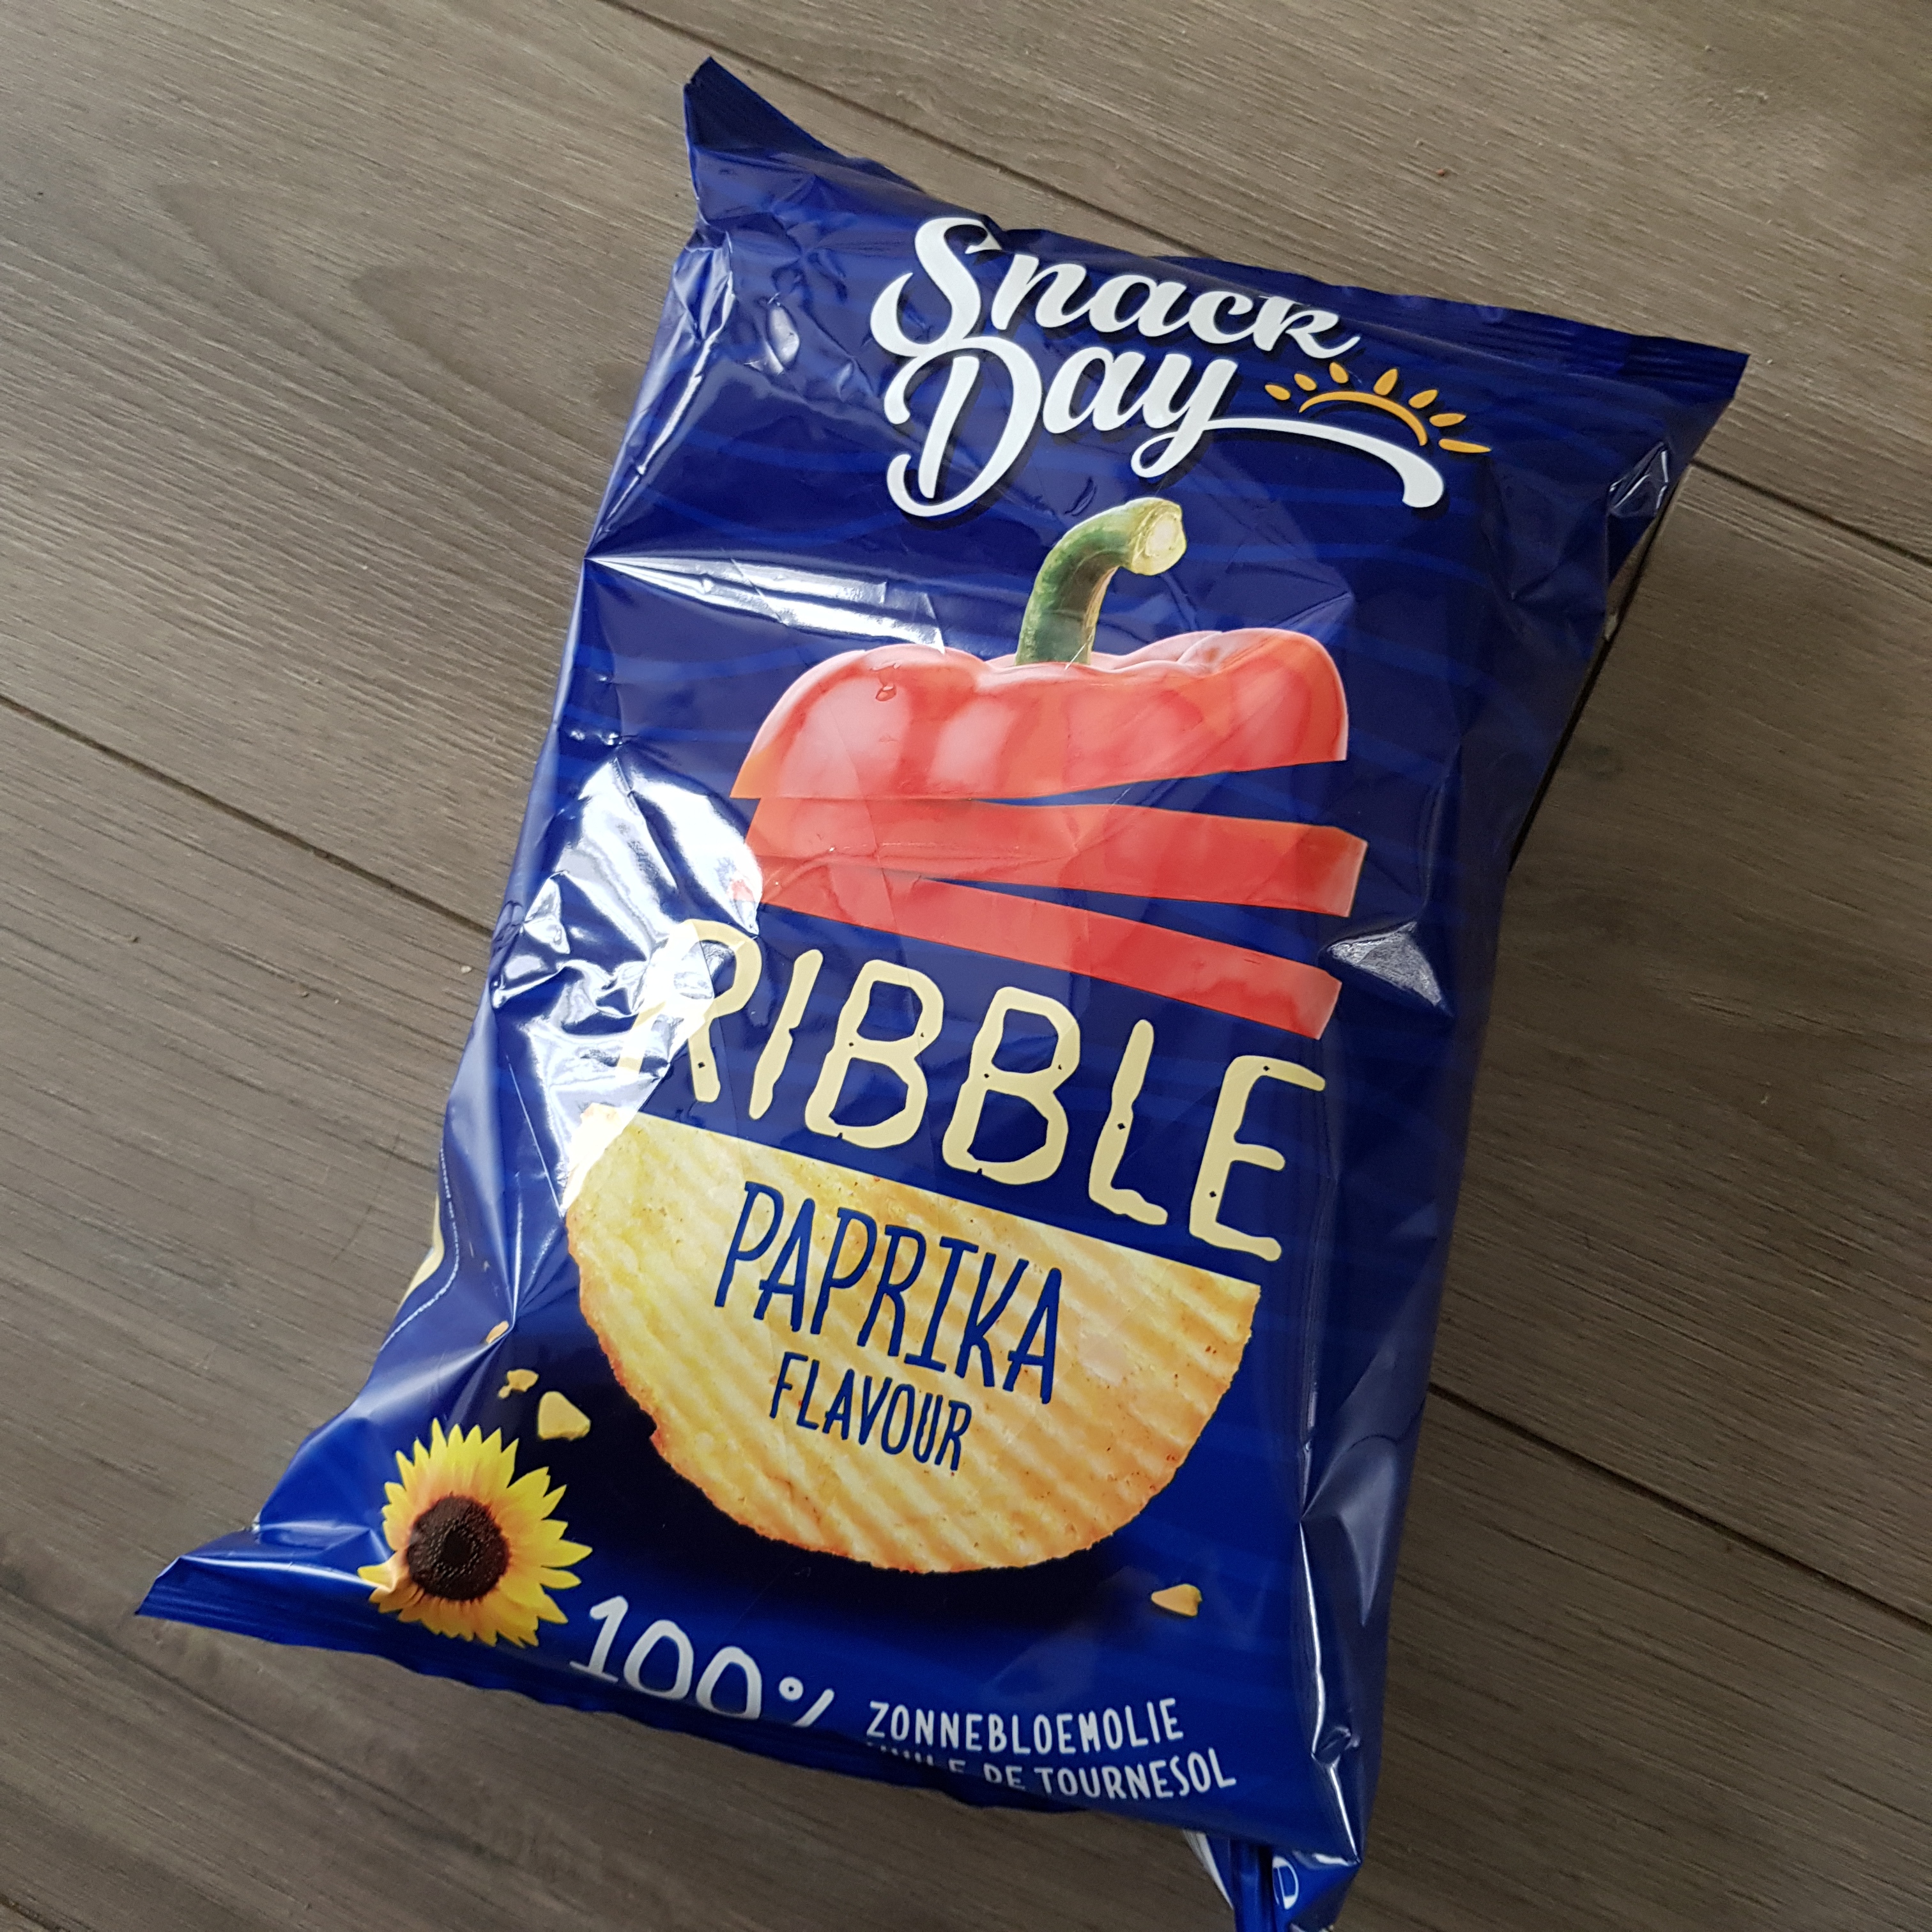 Snack
Day
RIBBLE
PAPRIKA
FLAVOUR
100% ZONNEBLOEMOLIE
DE TOURNESOL